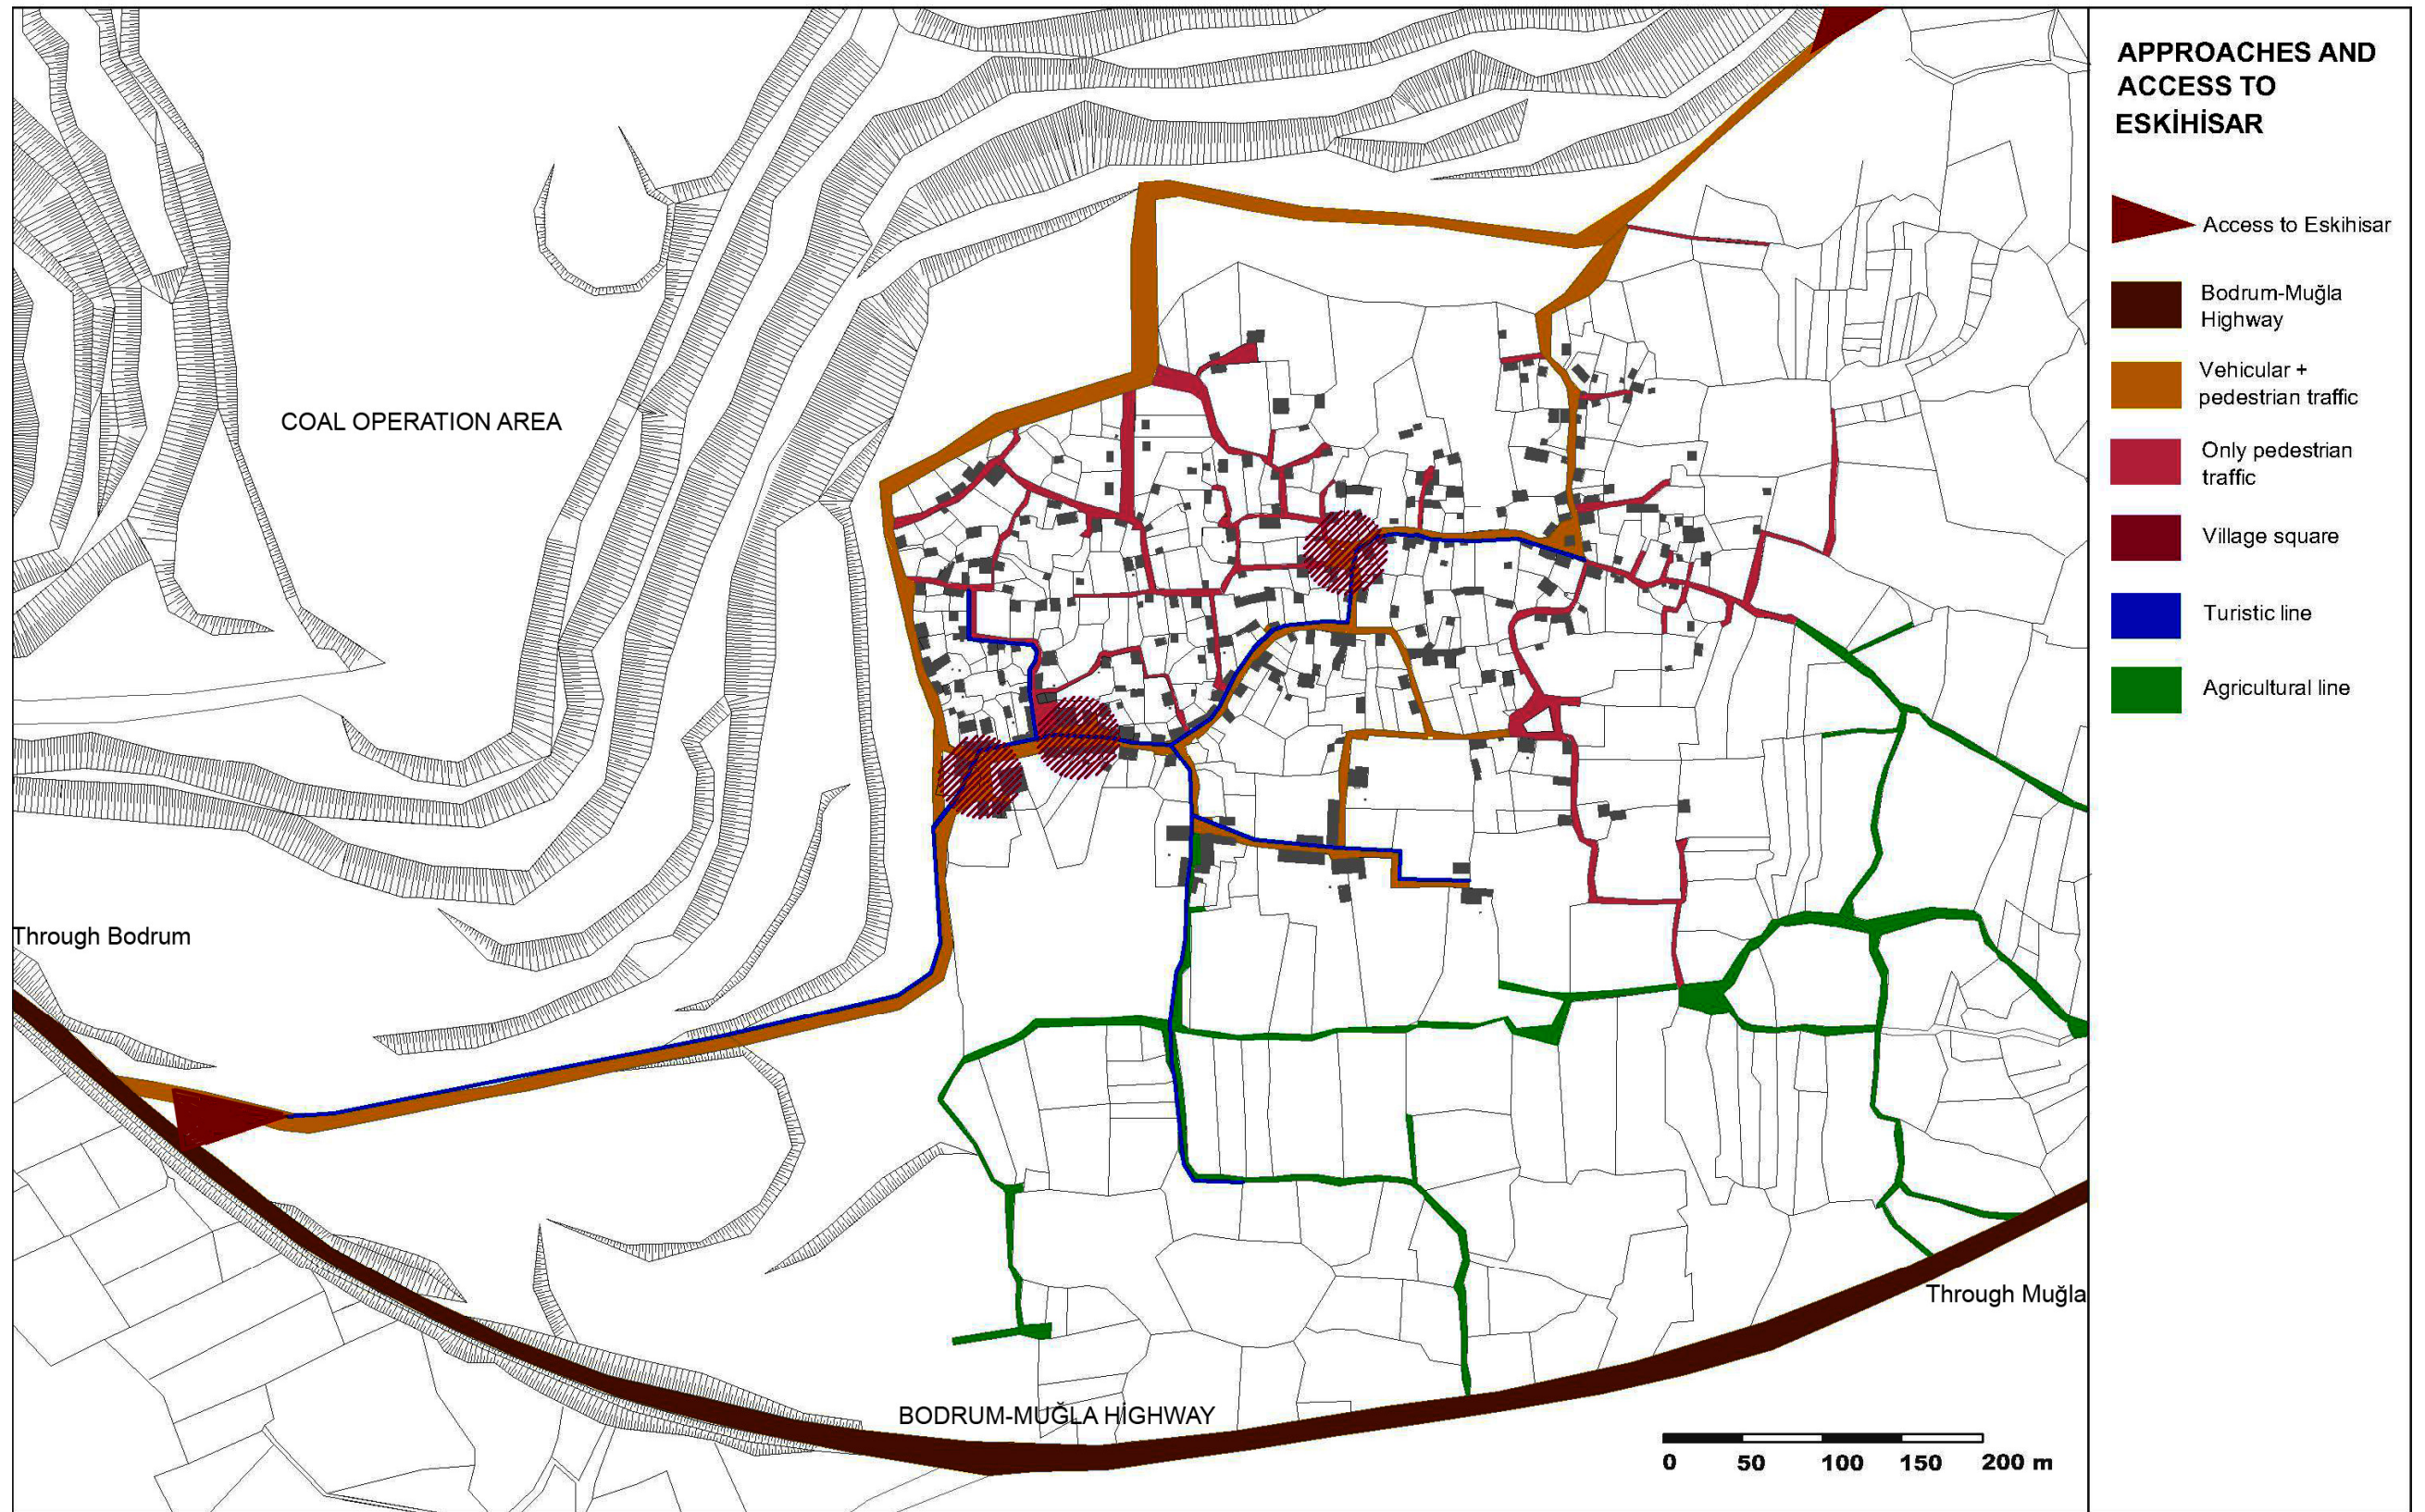 APPROACHES AND
ACCESS TO
ESKİHİSAR
Access to Eskihisar
Bodrum-Muğla
Highway
Vehicular +
pedestrian traffic
Only pedestrian
traffic
Village square
Turistic line
Agricultural line
COAL OPERATION AREA
Through Bodrum
Through Muğla
BODRUM-MUĞLA HİGHWAY
0 50 100 150 200 m